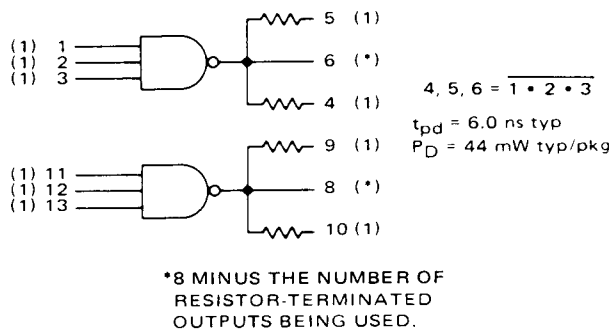 5 (1)
(1) 1
(1) 2
(1) 3
6 (*)
4 (1)
4, 5, 6 = 1 • 2 • 3
tpd = 6.0 ns typ
PD = 44 mW typ/pkg
9 (1)
(1) 11
(1) 12
(1) 13
8 (*)
10 (1)
*8 MINUS THE NUMBER OF
RESISTOR-TERMINATED
OUTPUTS BEING USED.